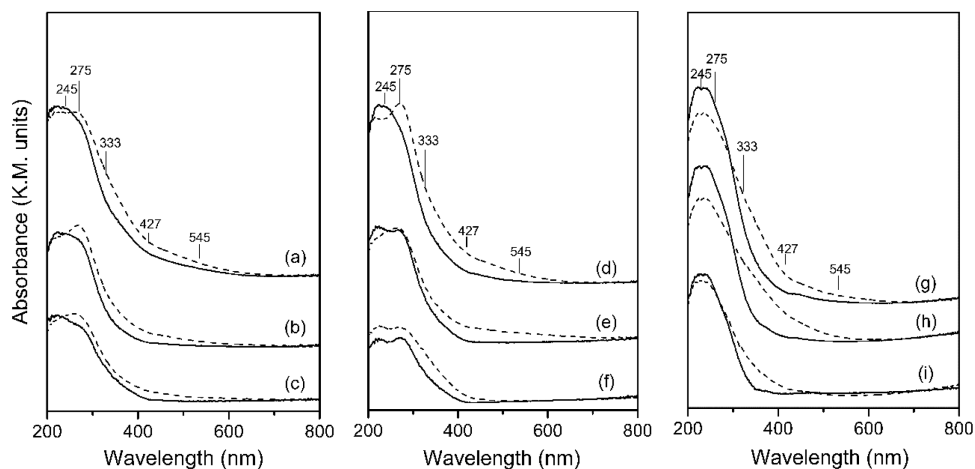 Absorbance (K.M. units)
275
245
333
427
545
(a)
(b)
(c)
200 400 600 800
Wavelength (nm)
275
245
333
427
545
(d)
(e)
(f)
200 400 600 800
Wavelength (nm)
275
245
333
427
545
(g)
(h)
(i)
200 400 600 800
Wavelength (nm)